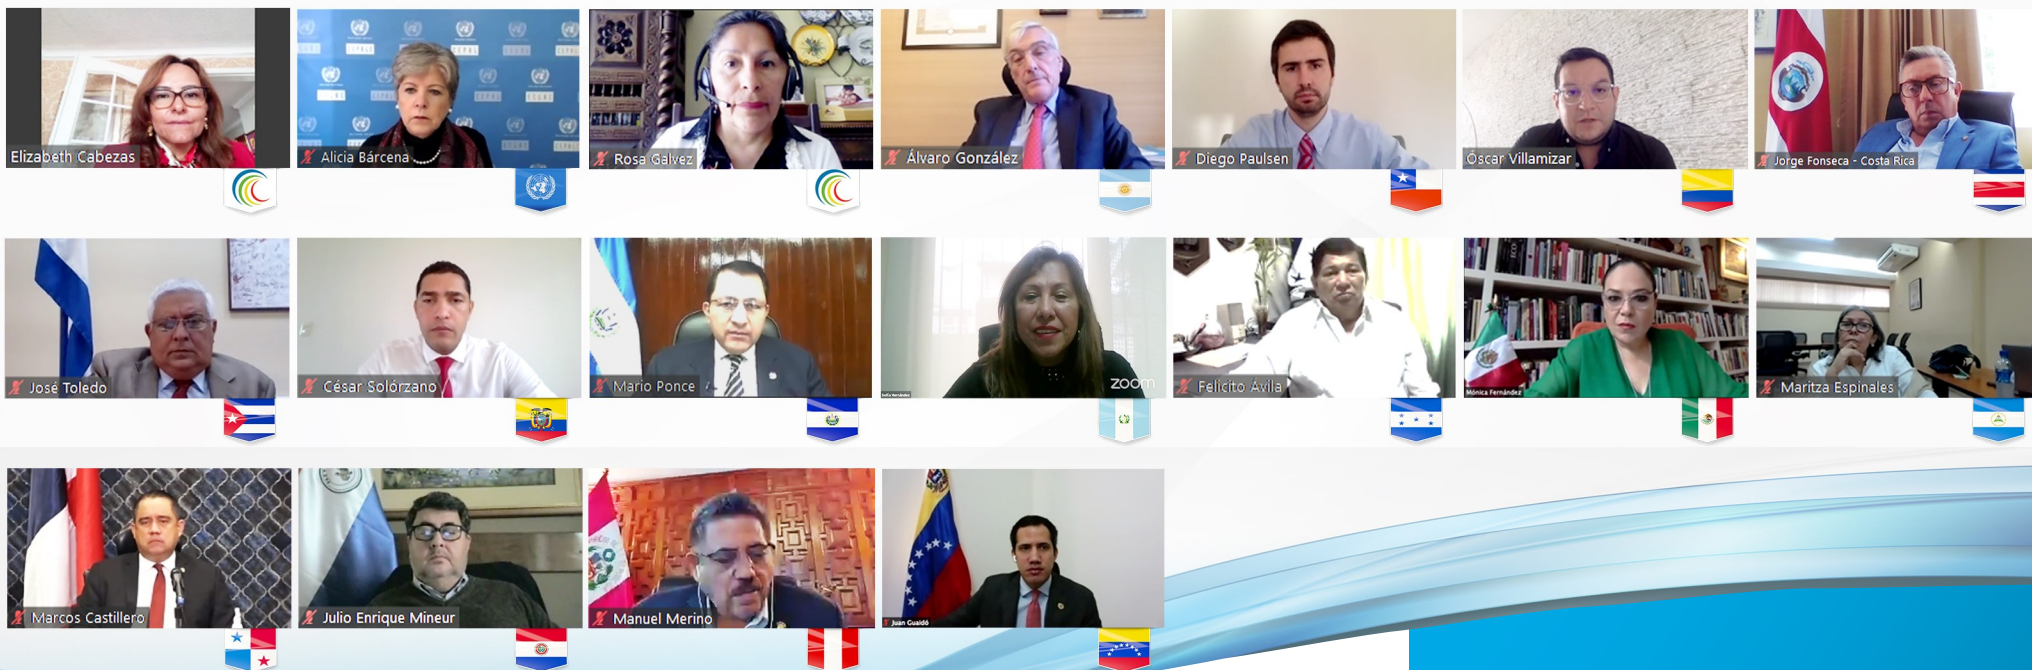 Elizabeth Cabezas
Alicia Bárcena
Rosa Galvez
Álvaro González
Diego Paulsen
Óscar Villamizar
Jorge Fonseca - Costa Rica
José Toledo
César Solórzano
Mario Ponce
zoom
Felicito Ávila
Mónica Fernández
Maritza Espinales
Marcos Castillero
Julio Enrique Mineur
Manuel Merino
Juan Guaidó